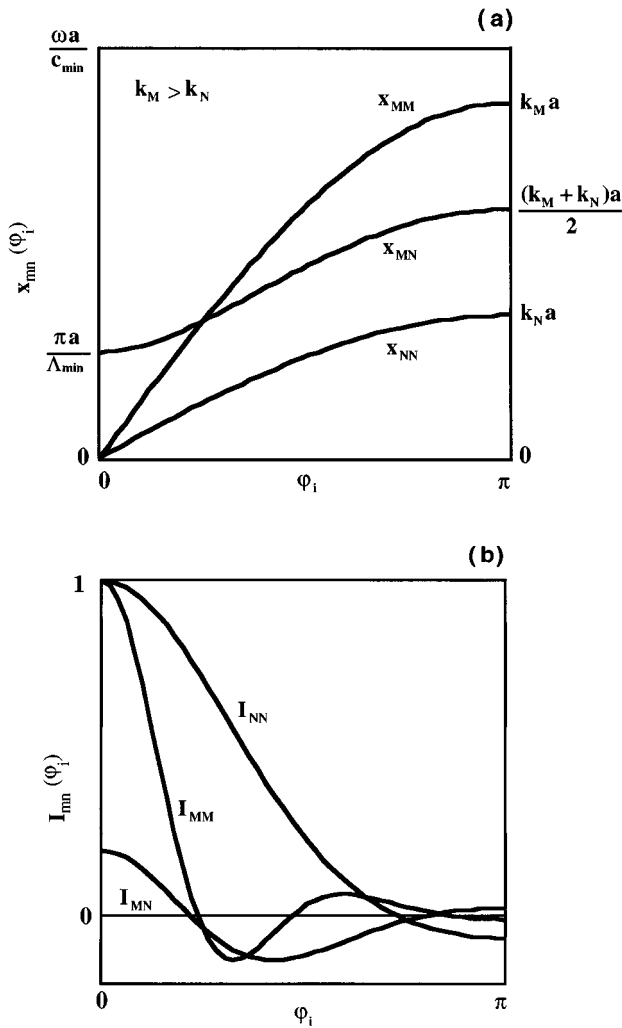 (a)
ωa
c_min
k_M > k_N
x_MM
k_M a
(k_M + k_N)a
2
x_mn (φ_i)
x_MN
πa
Λ_min
k_N a
x_NN
0
0
0
φ_i
π
(b)
1
I_NN
I_mn (φ_i)
I_MM
I_MN
0
0
φ_i
π